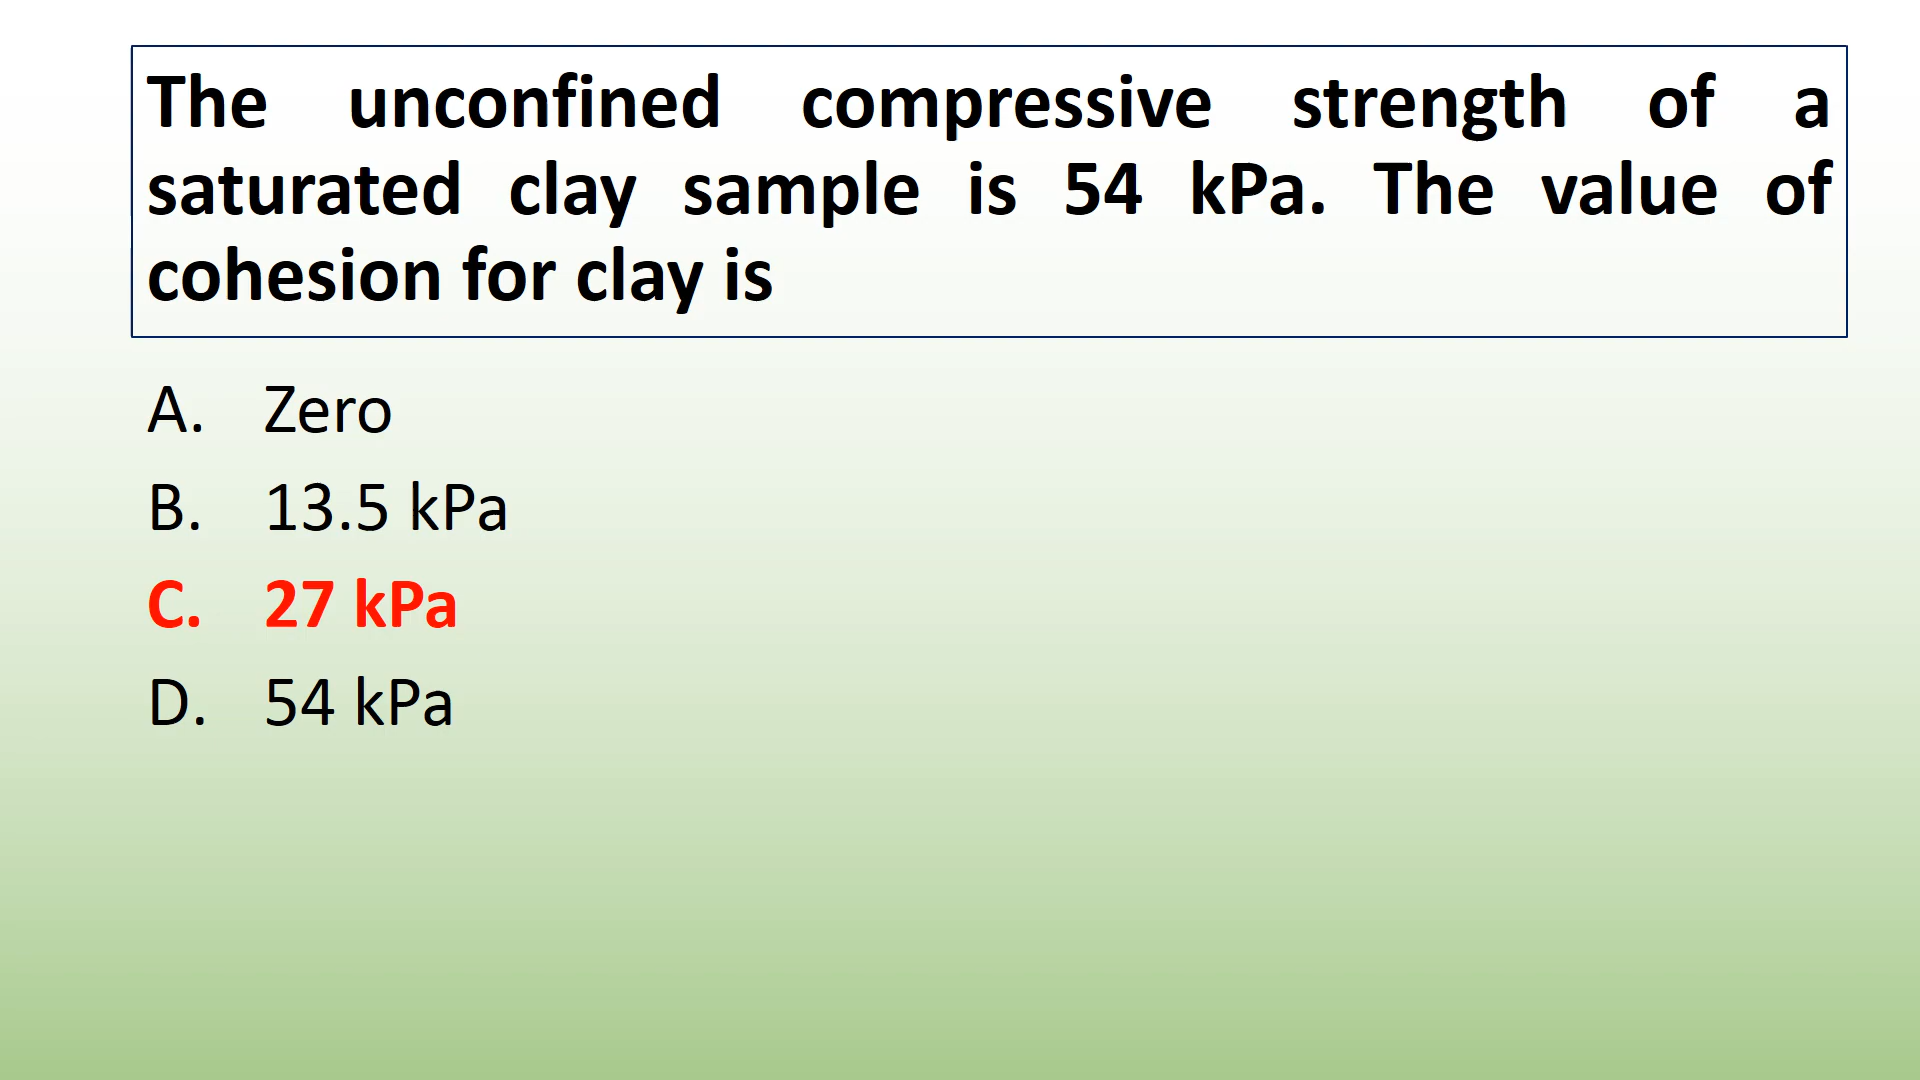 The unconfined compressive strength of a
saturated clay sample is 54 kPa. The value of
cohesion for clay is
A. Zero
B. 13.5 kPa
C. 27 kPa
D. 54 kPa